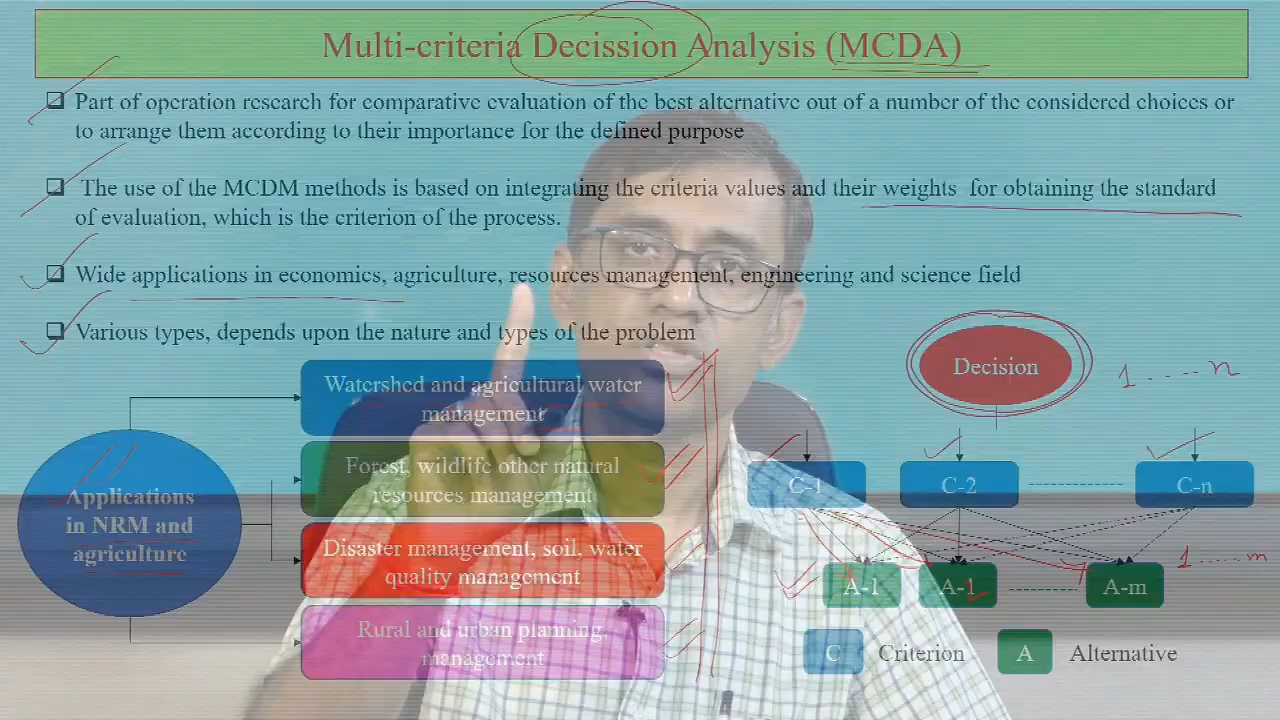 Multi-criteria Decission Analysis (MCDA)
Part of operation research for comparative evaluation of the best alternative out of a number of the considered choices or
to arrange them according to their importance for the defined purpose
The use of the MCDM methods is based on integrating the criteria values and their weights for obtaining the standard
of evaluation, which is the criterion of the process.
Wide applications in economics, agriculture, resources management, engineering and science field
Various types, depends upon the nature and types of the problem
Applications
in NRM and
agriculture
Watershed and agricultural water
management
Forest, wildlife other natural
resources management
Disaster management, soil, water
quality management
Rural and urban planning,
management
Decision
1 ..... n
C-1
C-2
C-n
1 ..... m
A-1
A-1
A-m
C
Criterion
A
Alternative